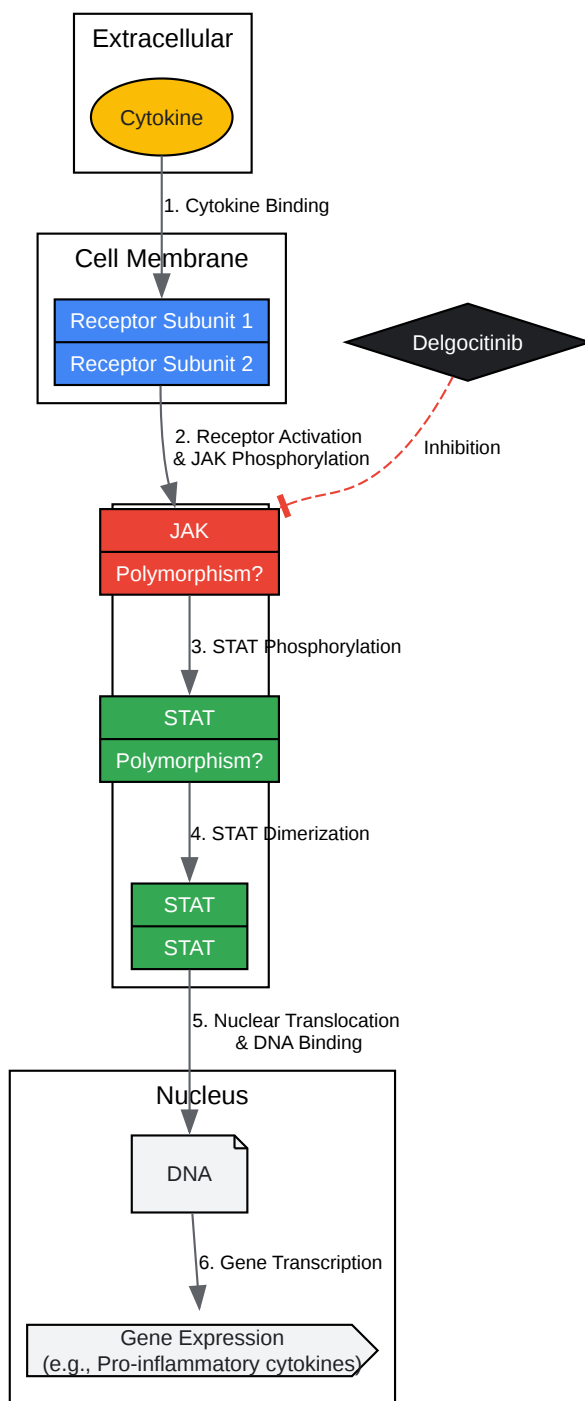 Extracellular
Cytokine
1. Cytokine Binding
Cell Membrane
Receptor Subunit 1
Receptor Subunit 2
Delgocitinib
2. Receptor Activation
& JAK Phosphorylation
Inhibition
JAK
Polymorphism?
3. STAT Phosphorylation
STAT
Polymorphism?
4. STAT Dimerization
STAT
STAT
5. Nuclear Translocation
& DNA Binding
Nucleus
DNA
6. Gene Transcription
Gene Expression
(e.g., Pro-inflammatory cytokines)